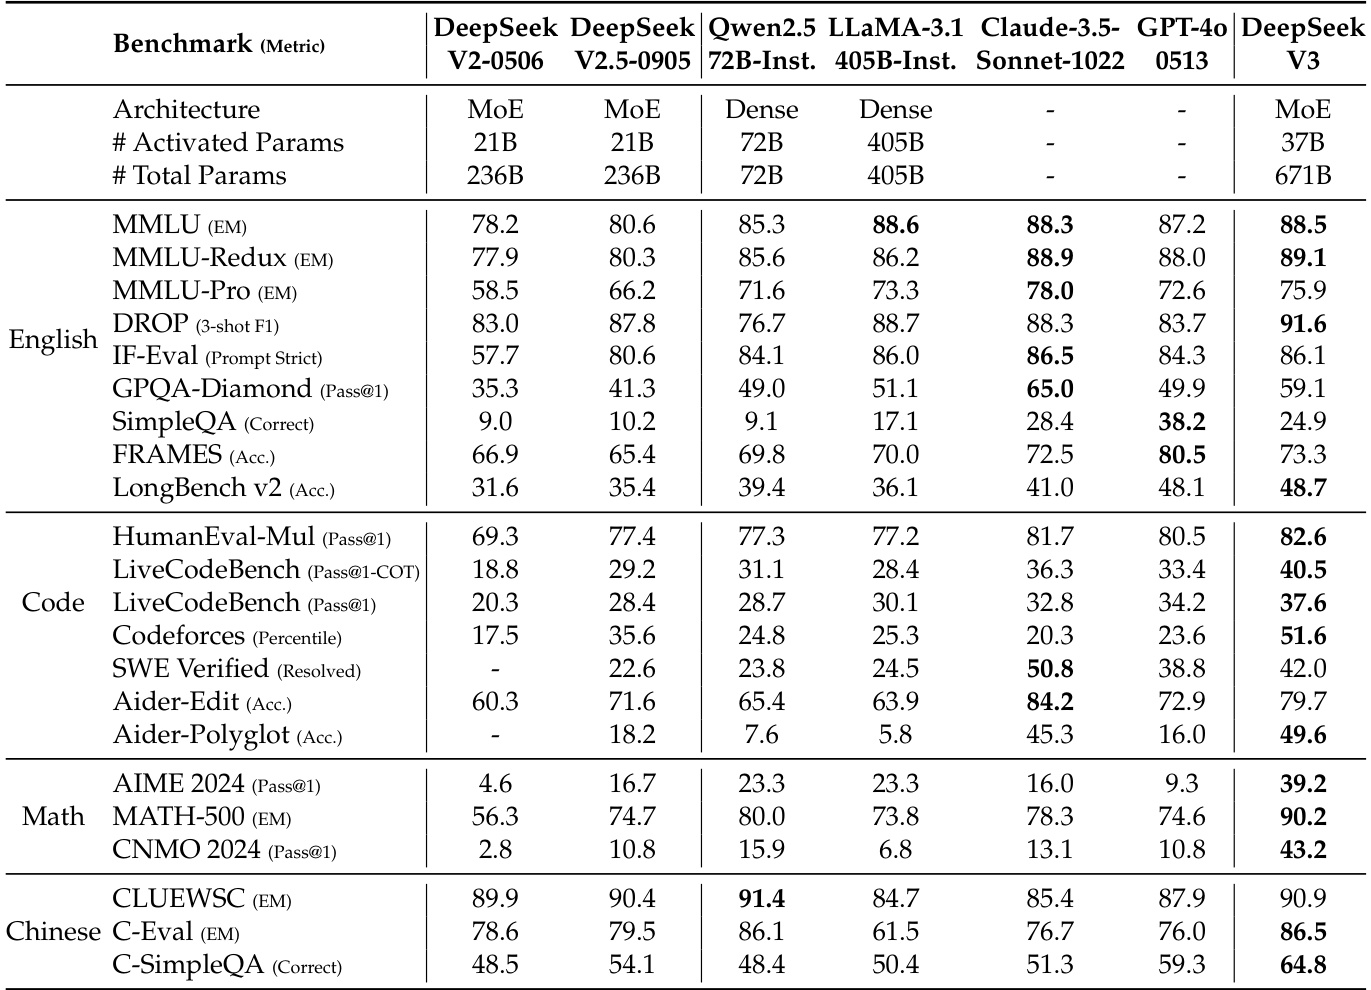 Benchmark (Metric) DeepSeek V2-0506 DeepSeek V2.5-0905 Qwen2.5 72B-Inst. LLaMA-3.1 405B-Inst. Claude-3.5-Sonnet-1022 GPT-4o 0513 DeepSeek V3
Architecture MoE MoE Dense Dense - - MoE
# Activated Params 21B 21B 72B 405B - - 37B
# Total Params 236B 236B 72B 405B - - 671B
English
MMLU (EM) 78.2 80.6 85.3 88.6 88.3 87.2 88.5
MMLU-Redux (EM) 77.9 80.3 85.6 86.2 88.9 88.0 89.1
MMLU-Pro (EM) 58.5 66.2 71.6 73.3 78.0 72.6 75.9
DROP (3-shot F1) 83.0 87.8 76.7 88.7 88.3 83.7 91.6
IF-Eval (Prompt Strict) 57.7 80.6 84.1 86.0 86.5 84.3 86.1
GPQA-Diamond (Pass@1) 35.3 41.3 49.0 51.1 65.0 49.9 59.1
SimpleQA (Correct) 9.0 10.2 9.1 17.1 28.4 38.2 24.9
FRAMES (Acc.) 66.9 65.4 69.8 70.0 72.5 80.5 73.3
LongBench v2 (Acc.) 31.6 35.4 39.4 36.1 41.0 48.1 48.7
Code
HumanEval-Mul (Pass@1) 69.3 77.4 77.3 77.2 81.7 80.5 82.6
LiveCodeBench (Pass@1-COT) 18.8 29.2 31.1 28.4 36.3 33.4 40.5
LiveCodeBench (Pass@1) 20.3 28.4 28.7 30.1 32.8 34.2 37.6
Codeforces (Percentile) 17.5 35.6 24.8 25.3 20.3 23.6 51.6
SWE Verified (Resolved) - 22.6 23.8 24.5 50.8 38.8 42.0
Aider-Edit (Acc.) 60.3 71.6 65.4 63.9 84.2 72.9 79.7
Aider-Polyglot (Acc.) - 18.2 7.6 5.8 45.3 16.0 49.6
Math
AIME 2024 (Pass@1) 4.6 16.7 23.3 23.3 16.0 9.3 39.2
MATH-500 (EM) 56.3 74.7 80.0 73.8 78.3 74.6 90.2
CNMO 2024 (Pass@1) 2.8 10.8 15.9 6.8 13.1 10.8 43.2
Chinese
CLUEWSC (EM) 89.9 90.4 91.4 84.7 85.4 87.9 90.9
C-Eval (EM) 78.6 79.5 86.1 61.5 76.7 76.0 86.5
C-SimpleQA (Correct) 48.5 54.1 48.4 50.4 51.3 59.3 64.8